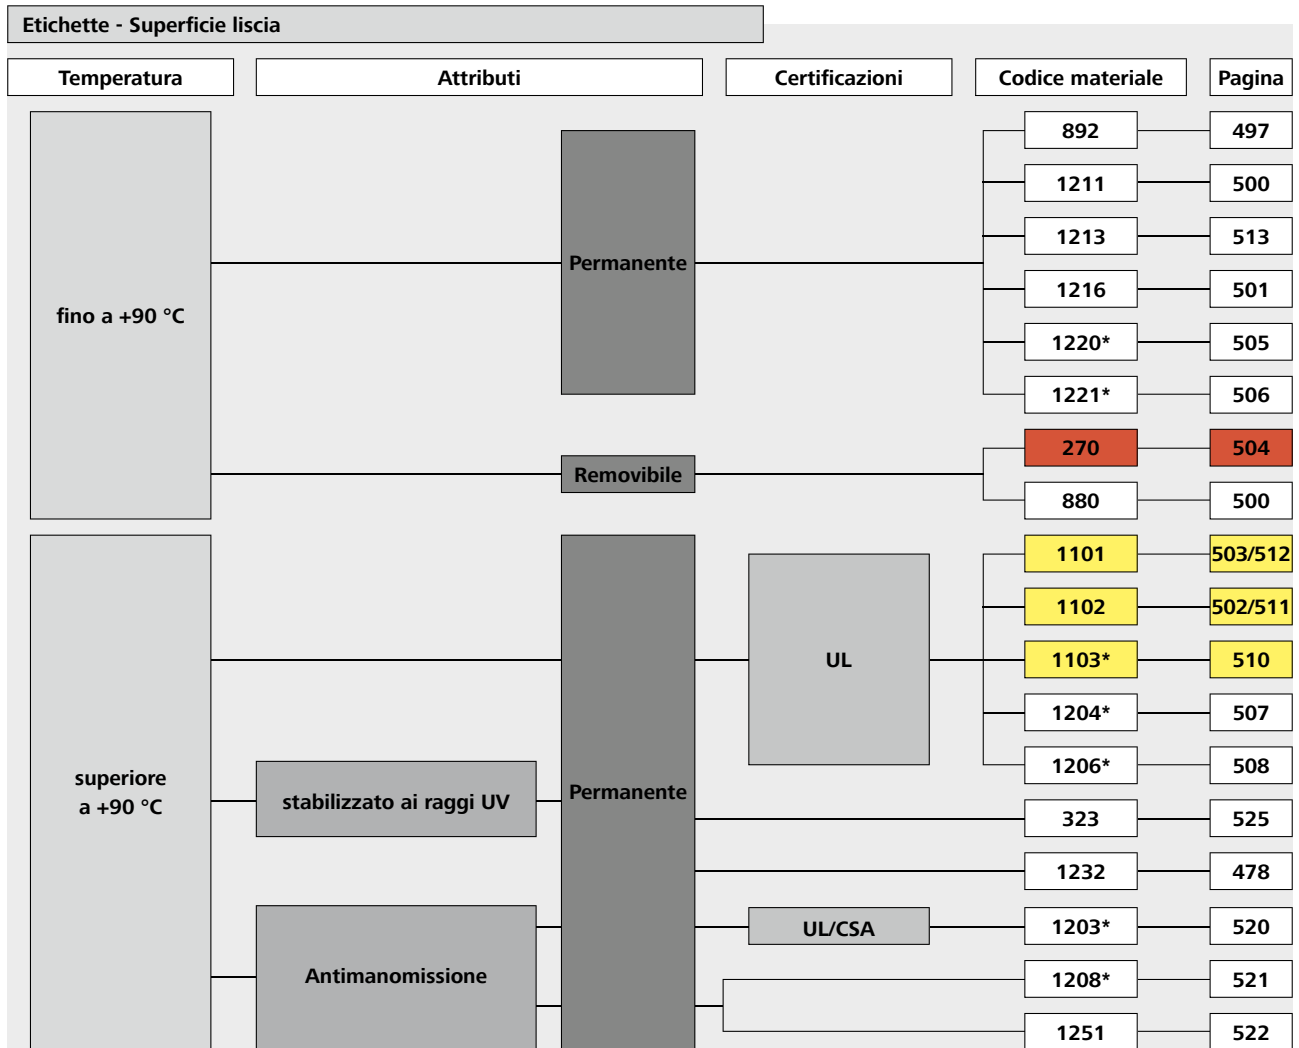 Etichette - Superficie liscia
Temperatura Attributi Certificazioni Codice materiale Pagina
892 497
1211 500
1213 513
Permanente
1216 501
fino a +90 °C
1220* 505
1221* 506
270 504
Removibile
880 500
1101 503/512
1102 502/511
UL
1103* 510
1204* 507
1206* 508
superiore
a +90 °C
stabilizzato ai raggi UV
Permanente
323 525
1232 478
UL/CSA
1203* 520
Antimanomissione
1208* 521
1251 522